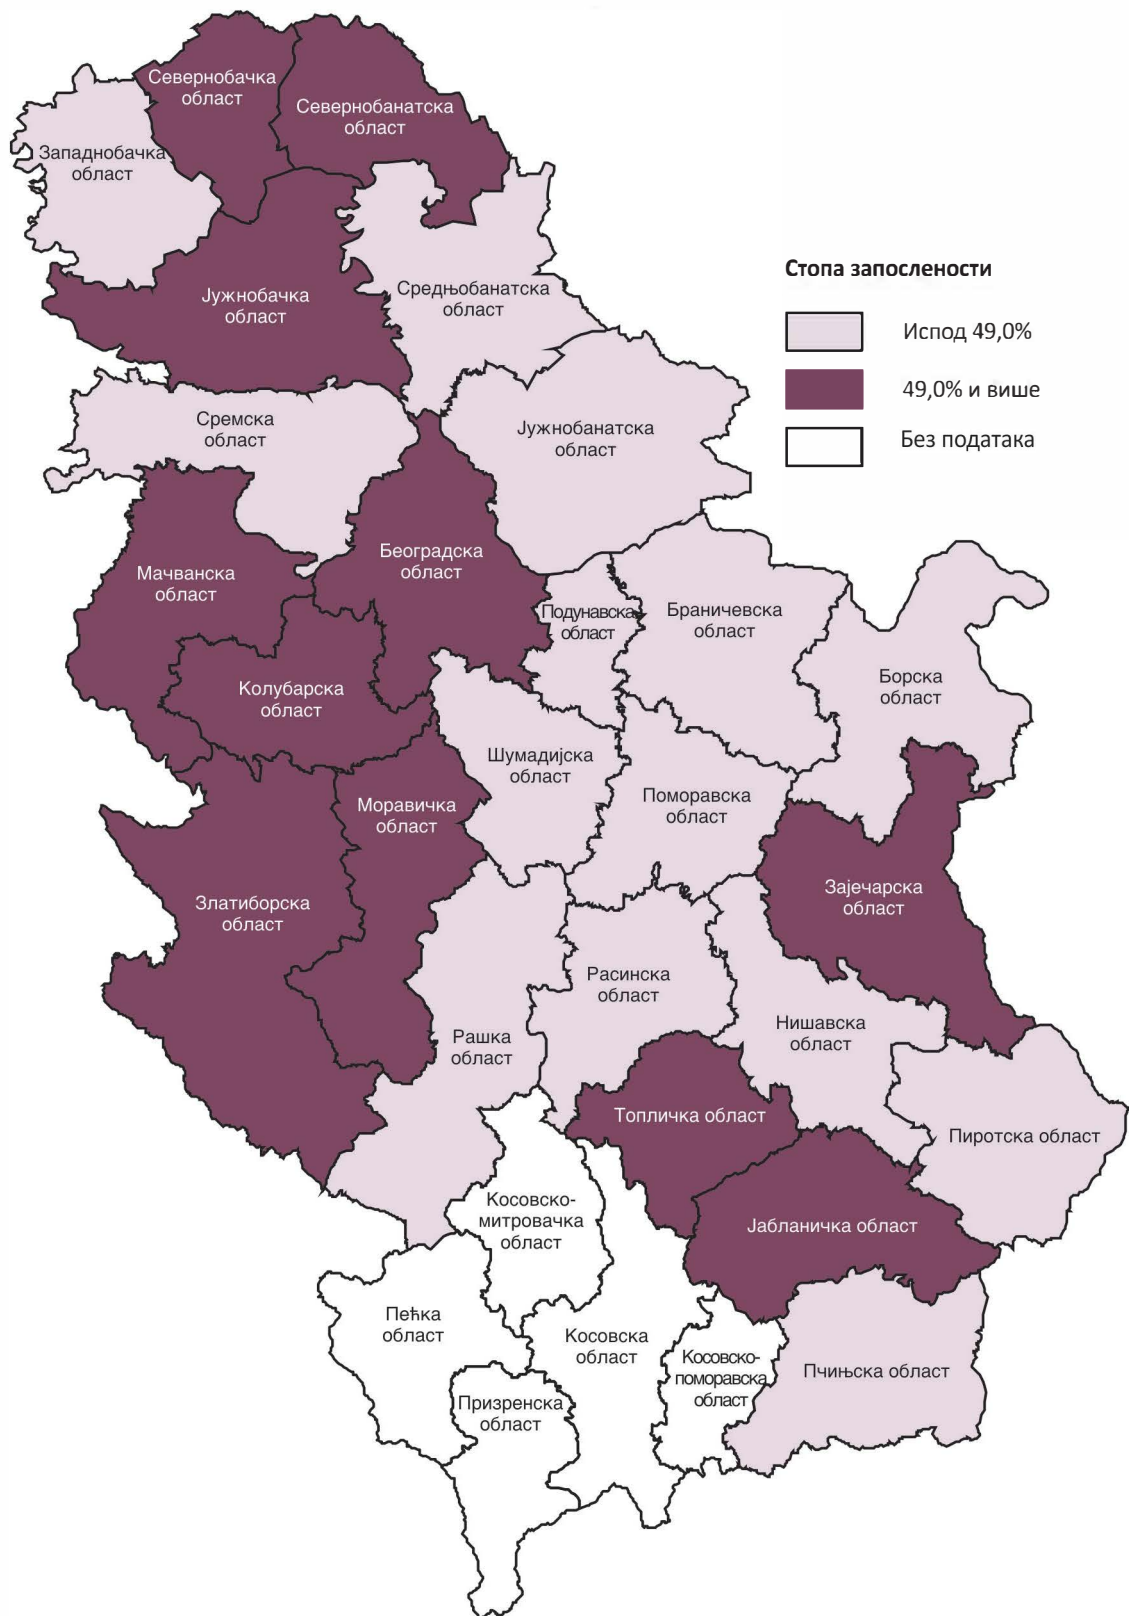 Севернобачка
област
Севернобанатска
област
Западнобачка
област
Јужнобачка
област
Средњобанатска
област
Стопа запослености
Испод 49,0%
49,0% и више
Без података
Сремска
област
Јужнобанатска
област
Мачванска
област
Београдска
област
Подунавска
област
Браничевска
област
Колубарска
област
Борска
област
Шумадијска
област
Моравичка
област
Поморавска
област
Златиборска
област
Зајечарска
област
Расинска
област
Рашка
област
Нишавска
област
Топличка област
Пиротска област
Косовско-
митровачка
област
Јабланичка област
Пећка
област
Косовска
област
Косовско-
поморавска
област
Пчињска област
Призренска
област